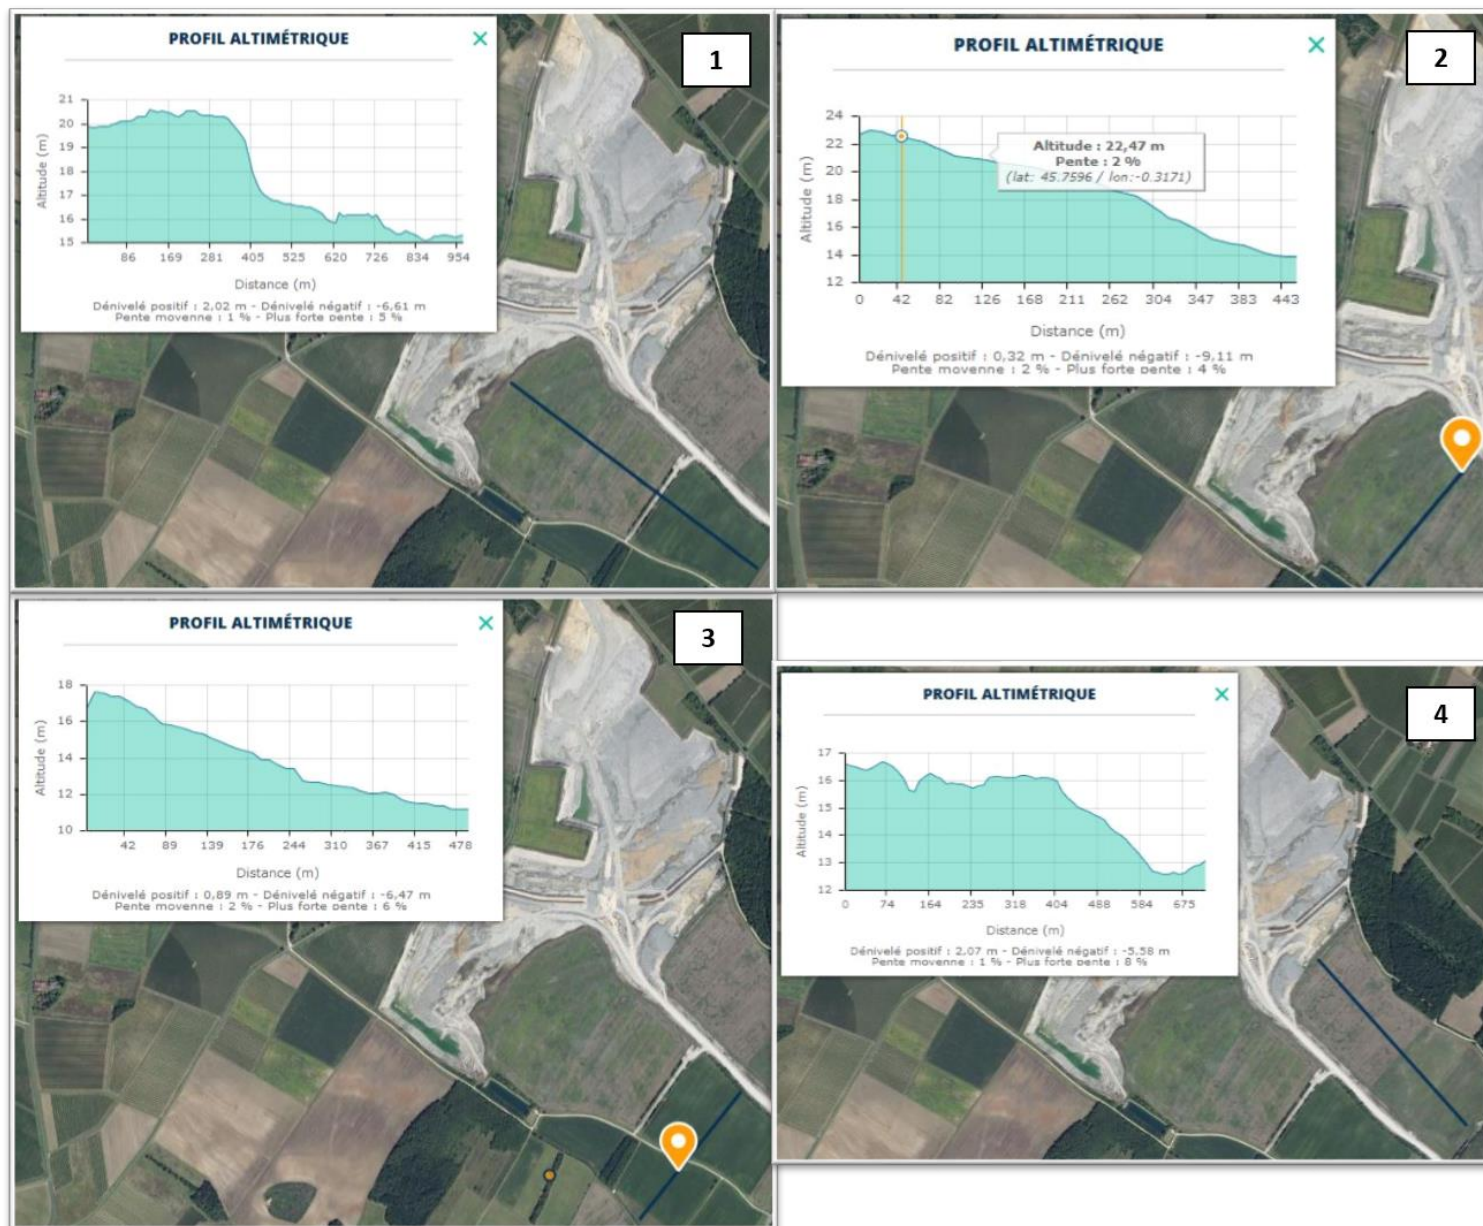 PROFIL ALTIMÉTRIQUE
1
21
20
19
18
17
16
15
Altitude (m)
86 169 281 405 525 620 726 834 954
Distance (m)
Dénivelé positif : 2,02 m - Dénivelé négatif : -6,61 m
Pente moyenne : 1 % - Plus forte pente : 5 %
PROFIL ALTIMÉTRIQUE
2
24
22
20
18
16
14
12
Altitude (m)
Altitude : 22,47 m
Pente : 2 %
(lat: 45.7596 / lon:-0.3171)
0 42 82 126 168 211 262 304 347 383 443
Distance (m)
Dénivelé positif : 0,32 m - Dénivelé négatif : -9,11 m
Pente moyenne : 2 % - Plus forte pente : 4 %
PROFIL ALTIMÉTRIQUE
3
18
16
14
12
10
Altitude (m)
42 89 139 176 244 310 367 415 478
Distance (m)
Dénivelé positif : 0,89 m - Dénivelé négatif : -6,47 m
Pente moyenne : 2 % - Plus forte pente : 6 %
PROFIL ALTIMÉTRIQUE
4
17
16
15
14
13
12
Altitude (m)
0 74 164 235 318 404 488 584 675
Distance (m)
Dénivelé positif : 2,07 m - Dénivelé négatif : -5,58 m
Pente moyenne : 1 % - Plus forte pente : 8 %